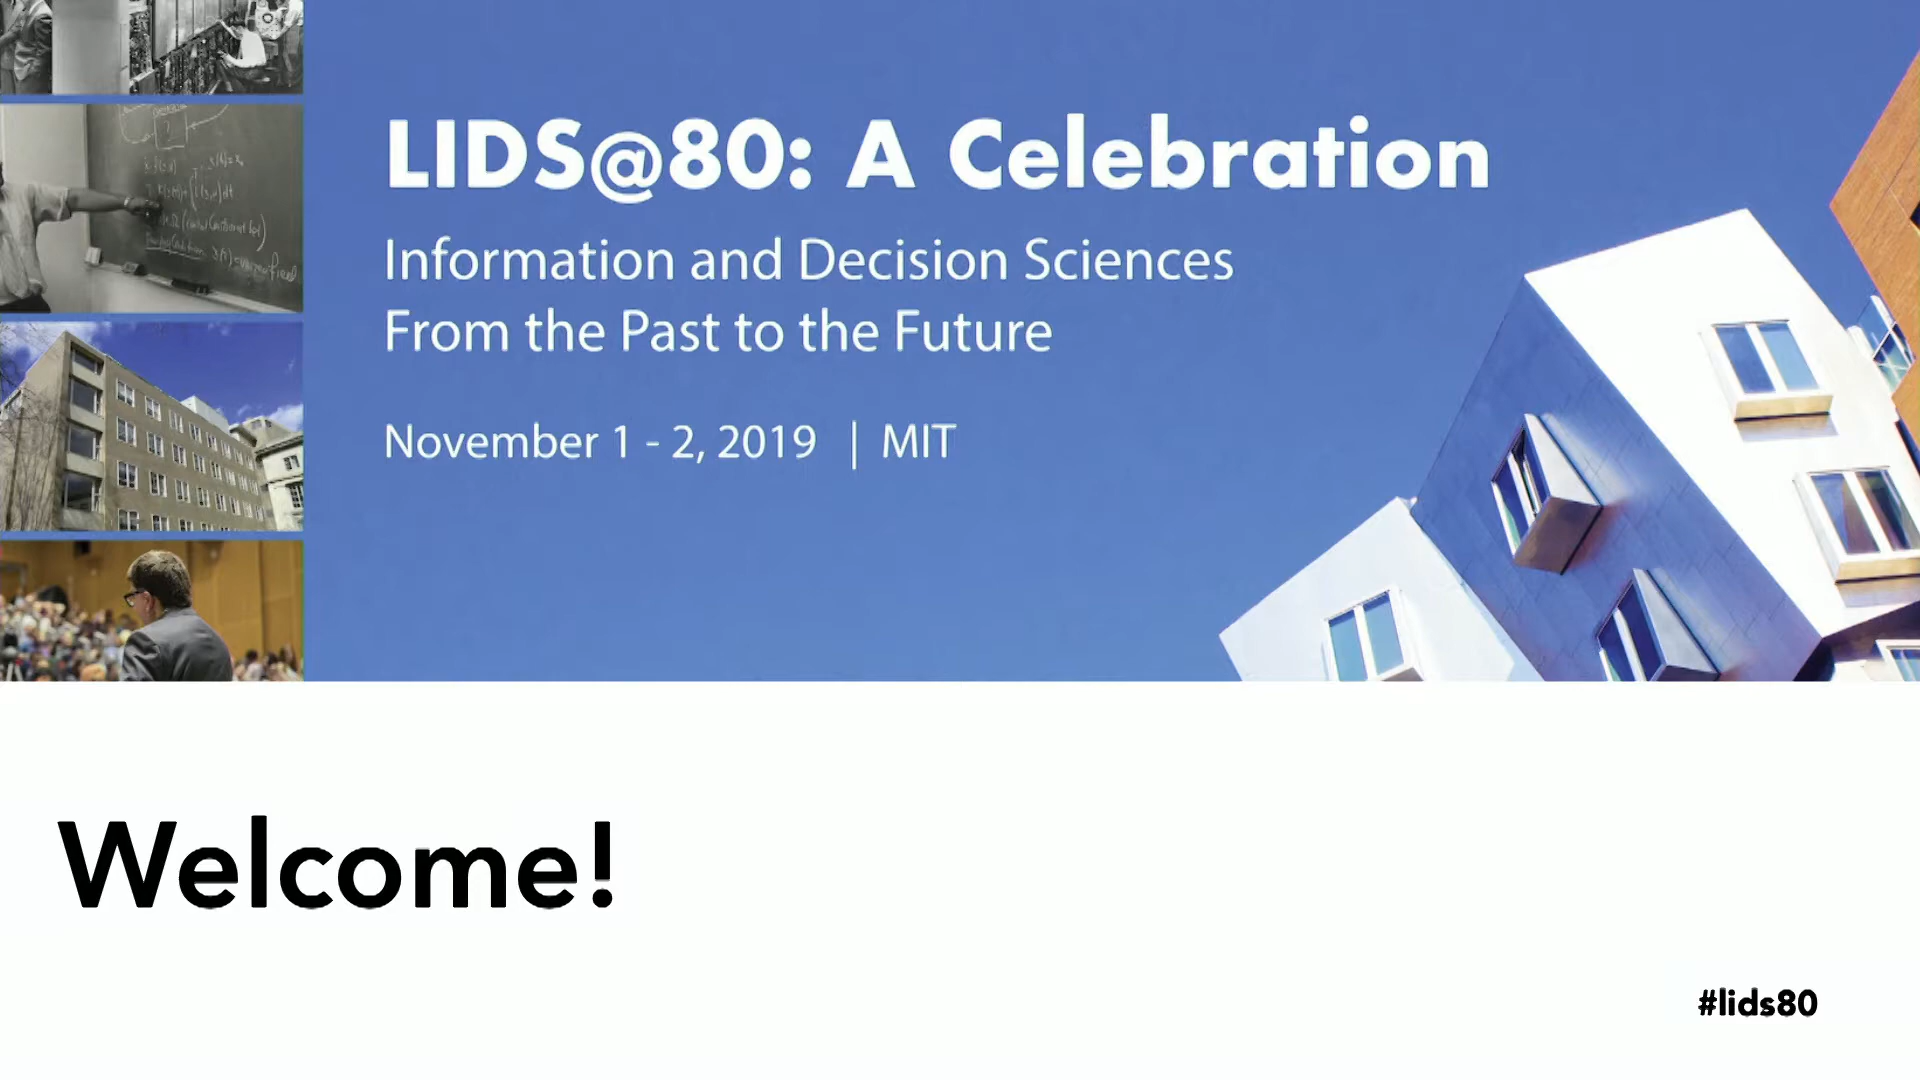 LIDS@80: A Celebration
Information and Decision Sciences
From the Past to the Future
November 1 - 2, 2019 | MIT
Welcome!
#lids80